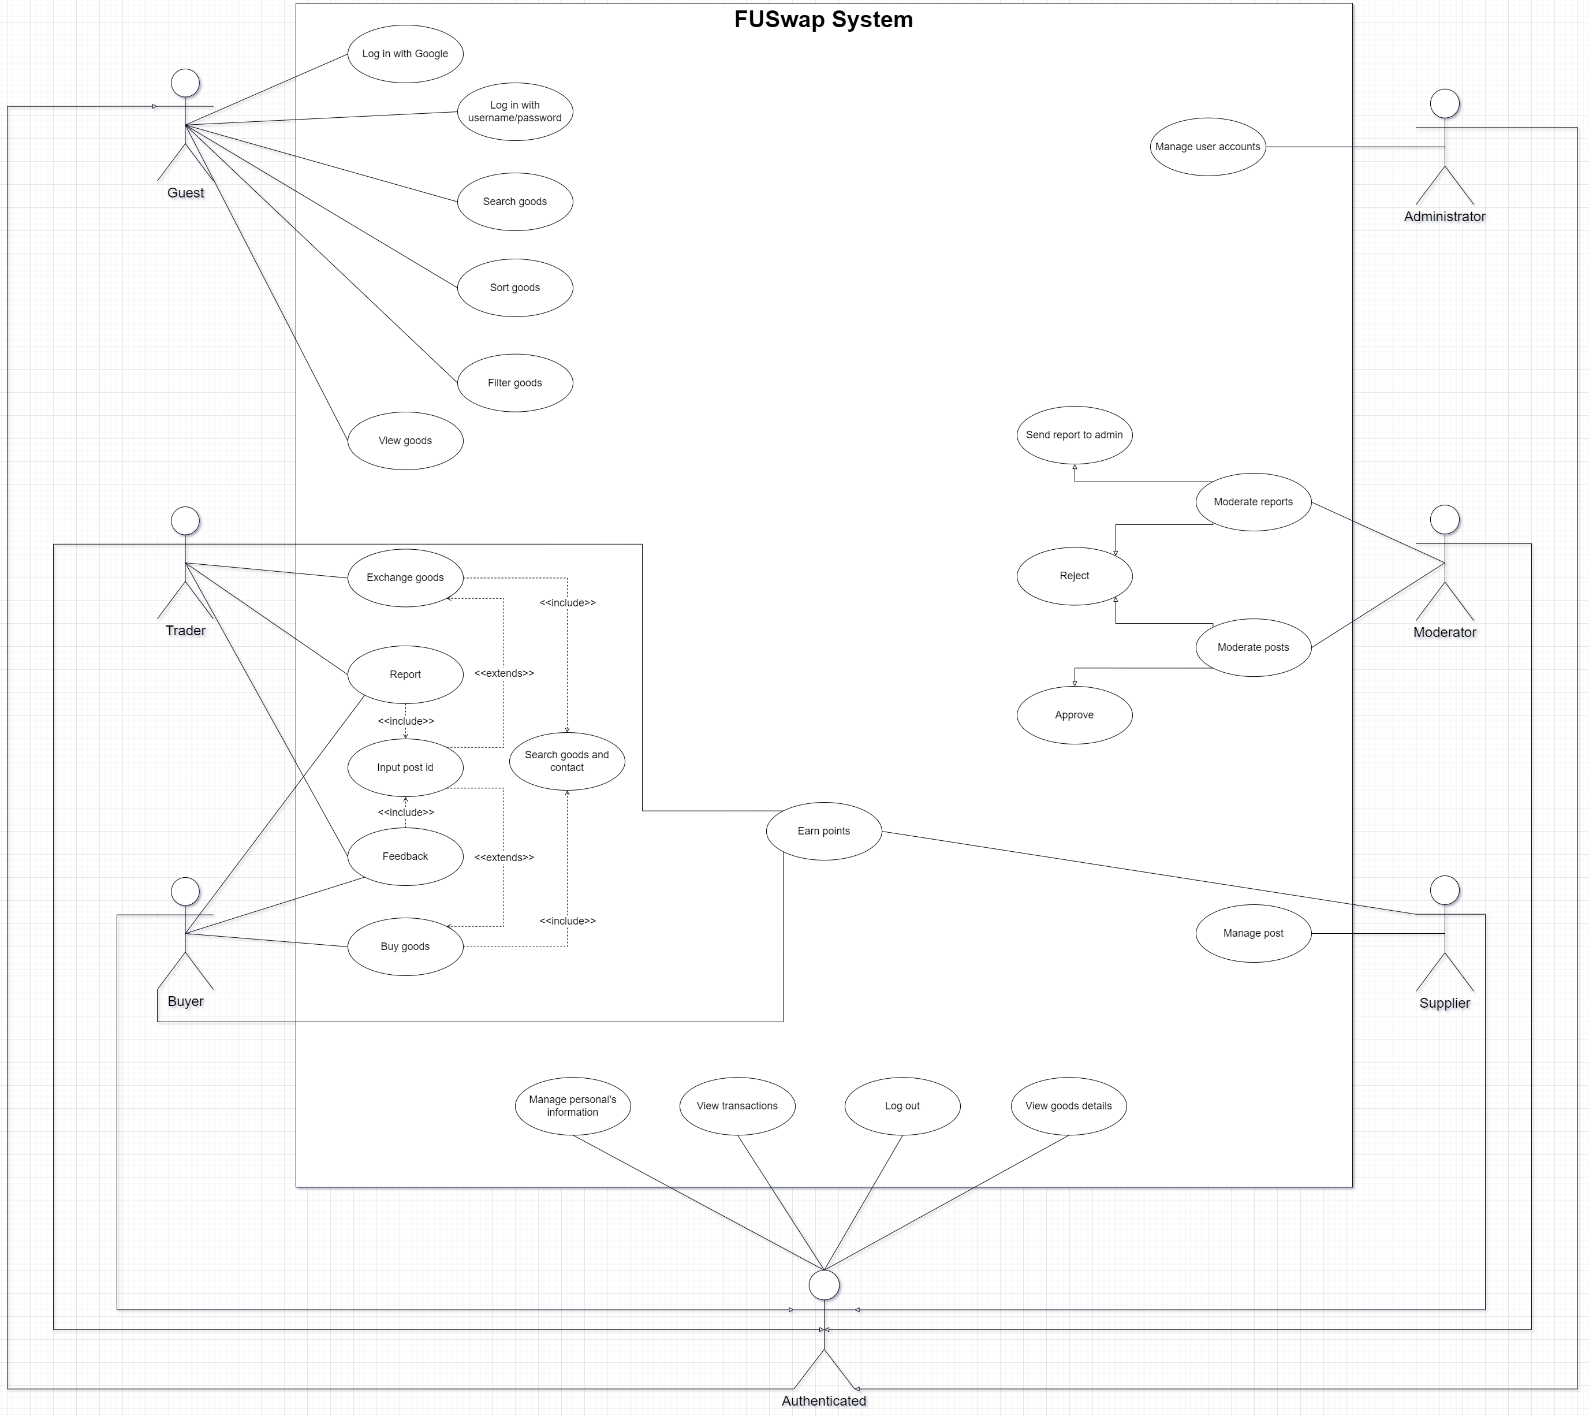 FUSwap System
Log in with Google
Log in with
username/password
Manage user accounts
Guest
Search goods
Administrator
Sort goods
Filter goods
View goods
Send report to admin
Moderate reports
Exchange goods
Reject
<<include>>
Trader
Moderator
Report
<<extends>>
Moderate posts
<<include>>
Approve
Input post id
Search goods and
contact
<<include>>
Earn points
Feedback
<<extends>>
<<include>>
Manage post
Buy goods
Buyer
Supplier
Manage personal's
information
View transactions
Log out
View goods details
Authenticated